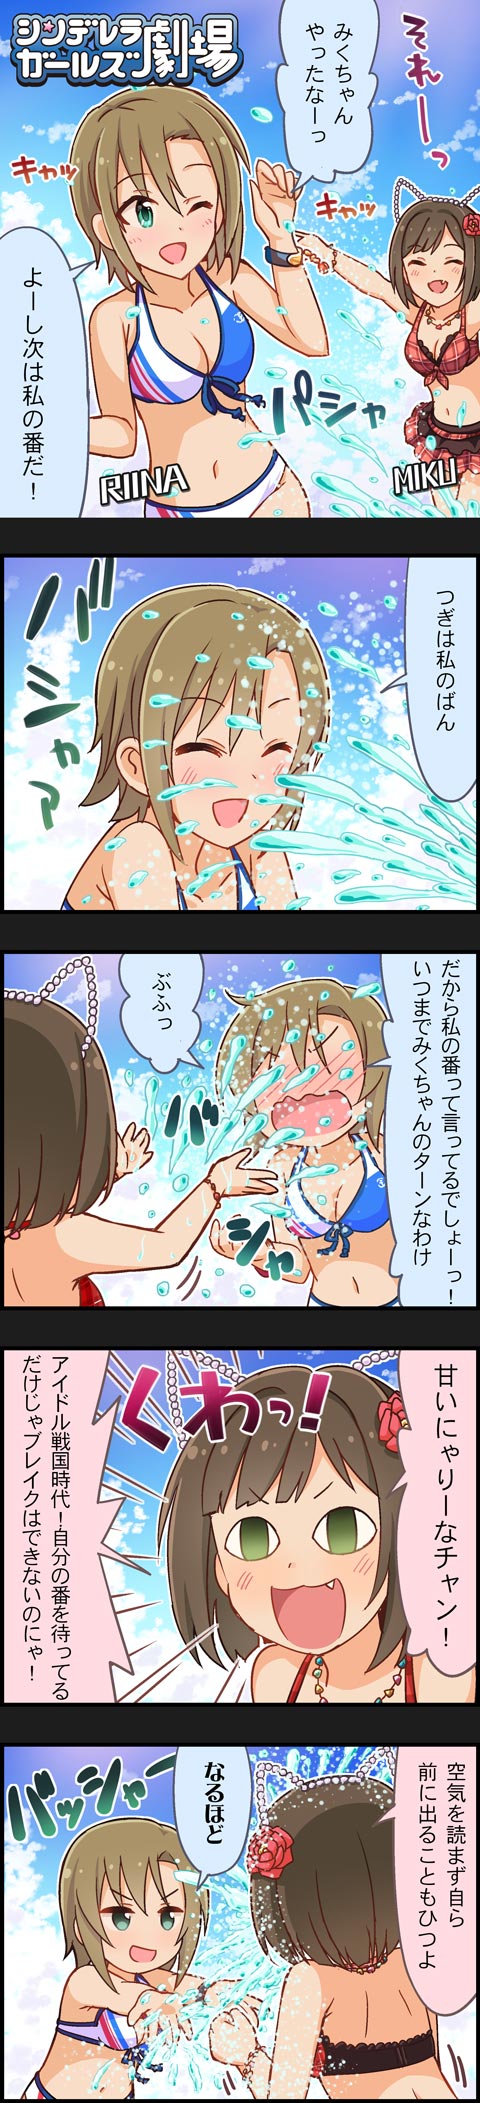 シンデレラ
ガールズ劇場
それーっ
みくちゃん
やったなーっ
キャッ
キャッ
よーし次は私の番だ！
パシャ
RIINA
MIKU
つぎは私のばん
バシャァ
だから私の番って言ってるでしょーっ！
いつまでみくちゃんのターンなわけ
ぶふっ
バシャ
甘いにゃりーなチャン！
くわっ！
アイドル戦国時代！自分の番を待ってる
だけじゃブレイクはできないのにゃ！
空気を読まず自ら
前に出ることもひつよ
なるほど
バッシャー